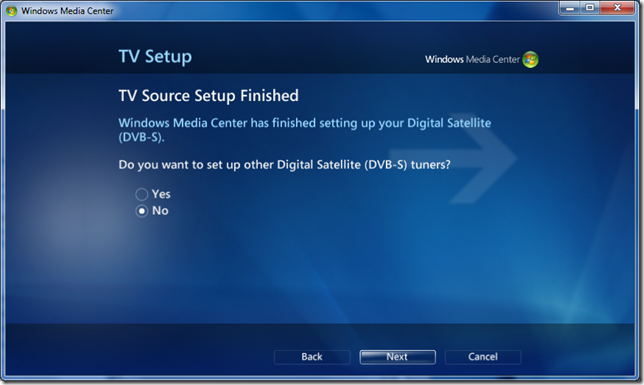 Windows Media Center
TV Setup
Windows Media Center
TV Source Setup Finished
Windows Media Center has finished setting up your Digital Satellite
(DVB-S).
Do you want to set up other Digital Satellite (DVB-S) tuners?
Yes
No
Back
Next
Cancel